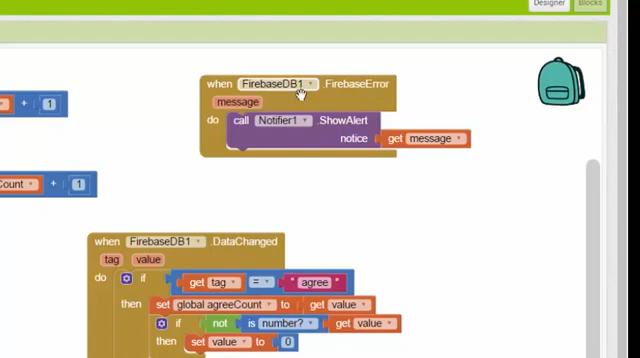 Designer Blocks
when FirebaseDB1 .FirebaseError
message
do call Notifier1 .ShowAlert
notice get message
+ 1
Count + 1
when FirebaseDB1 .DataChanged
tag value
do if get tag = " agree "
then set global agreeCount to get value
if not is number? get value
then set value to 0